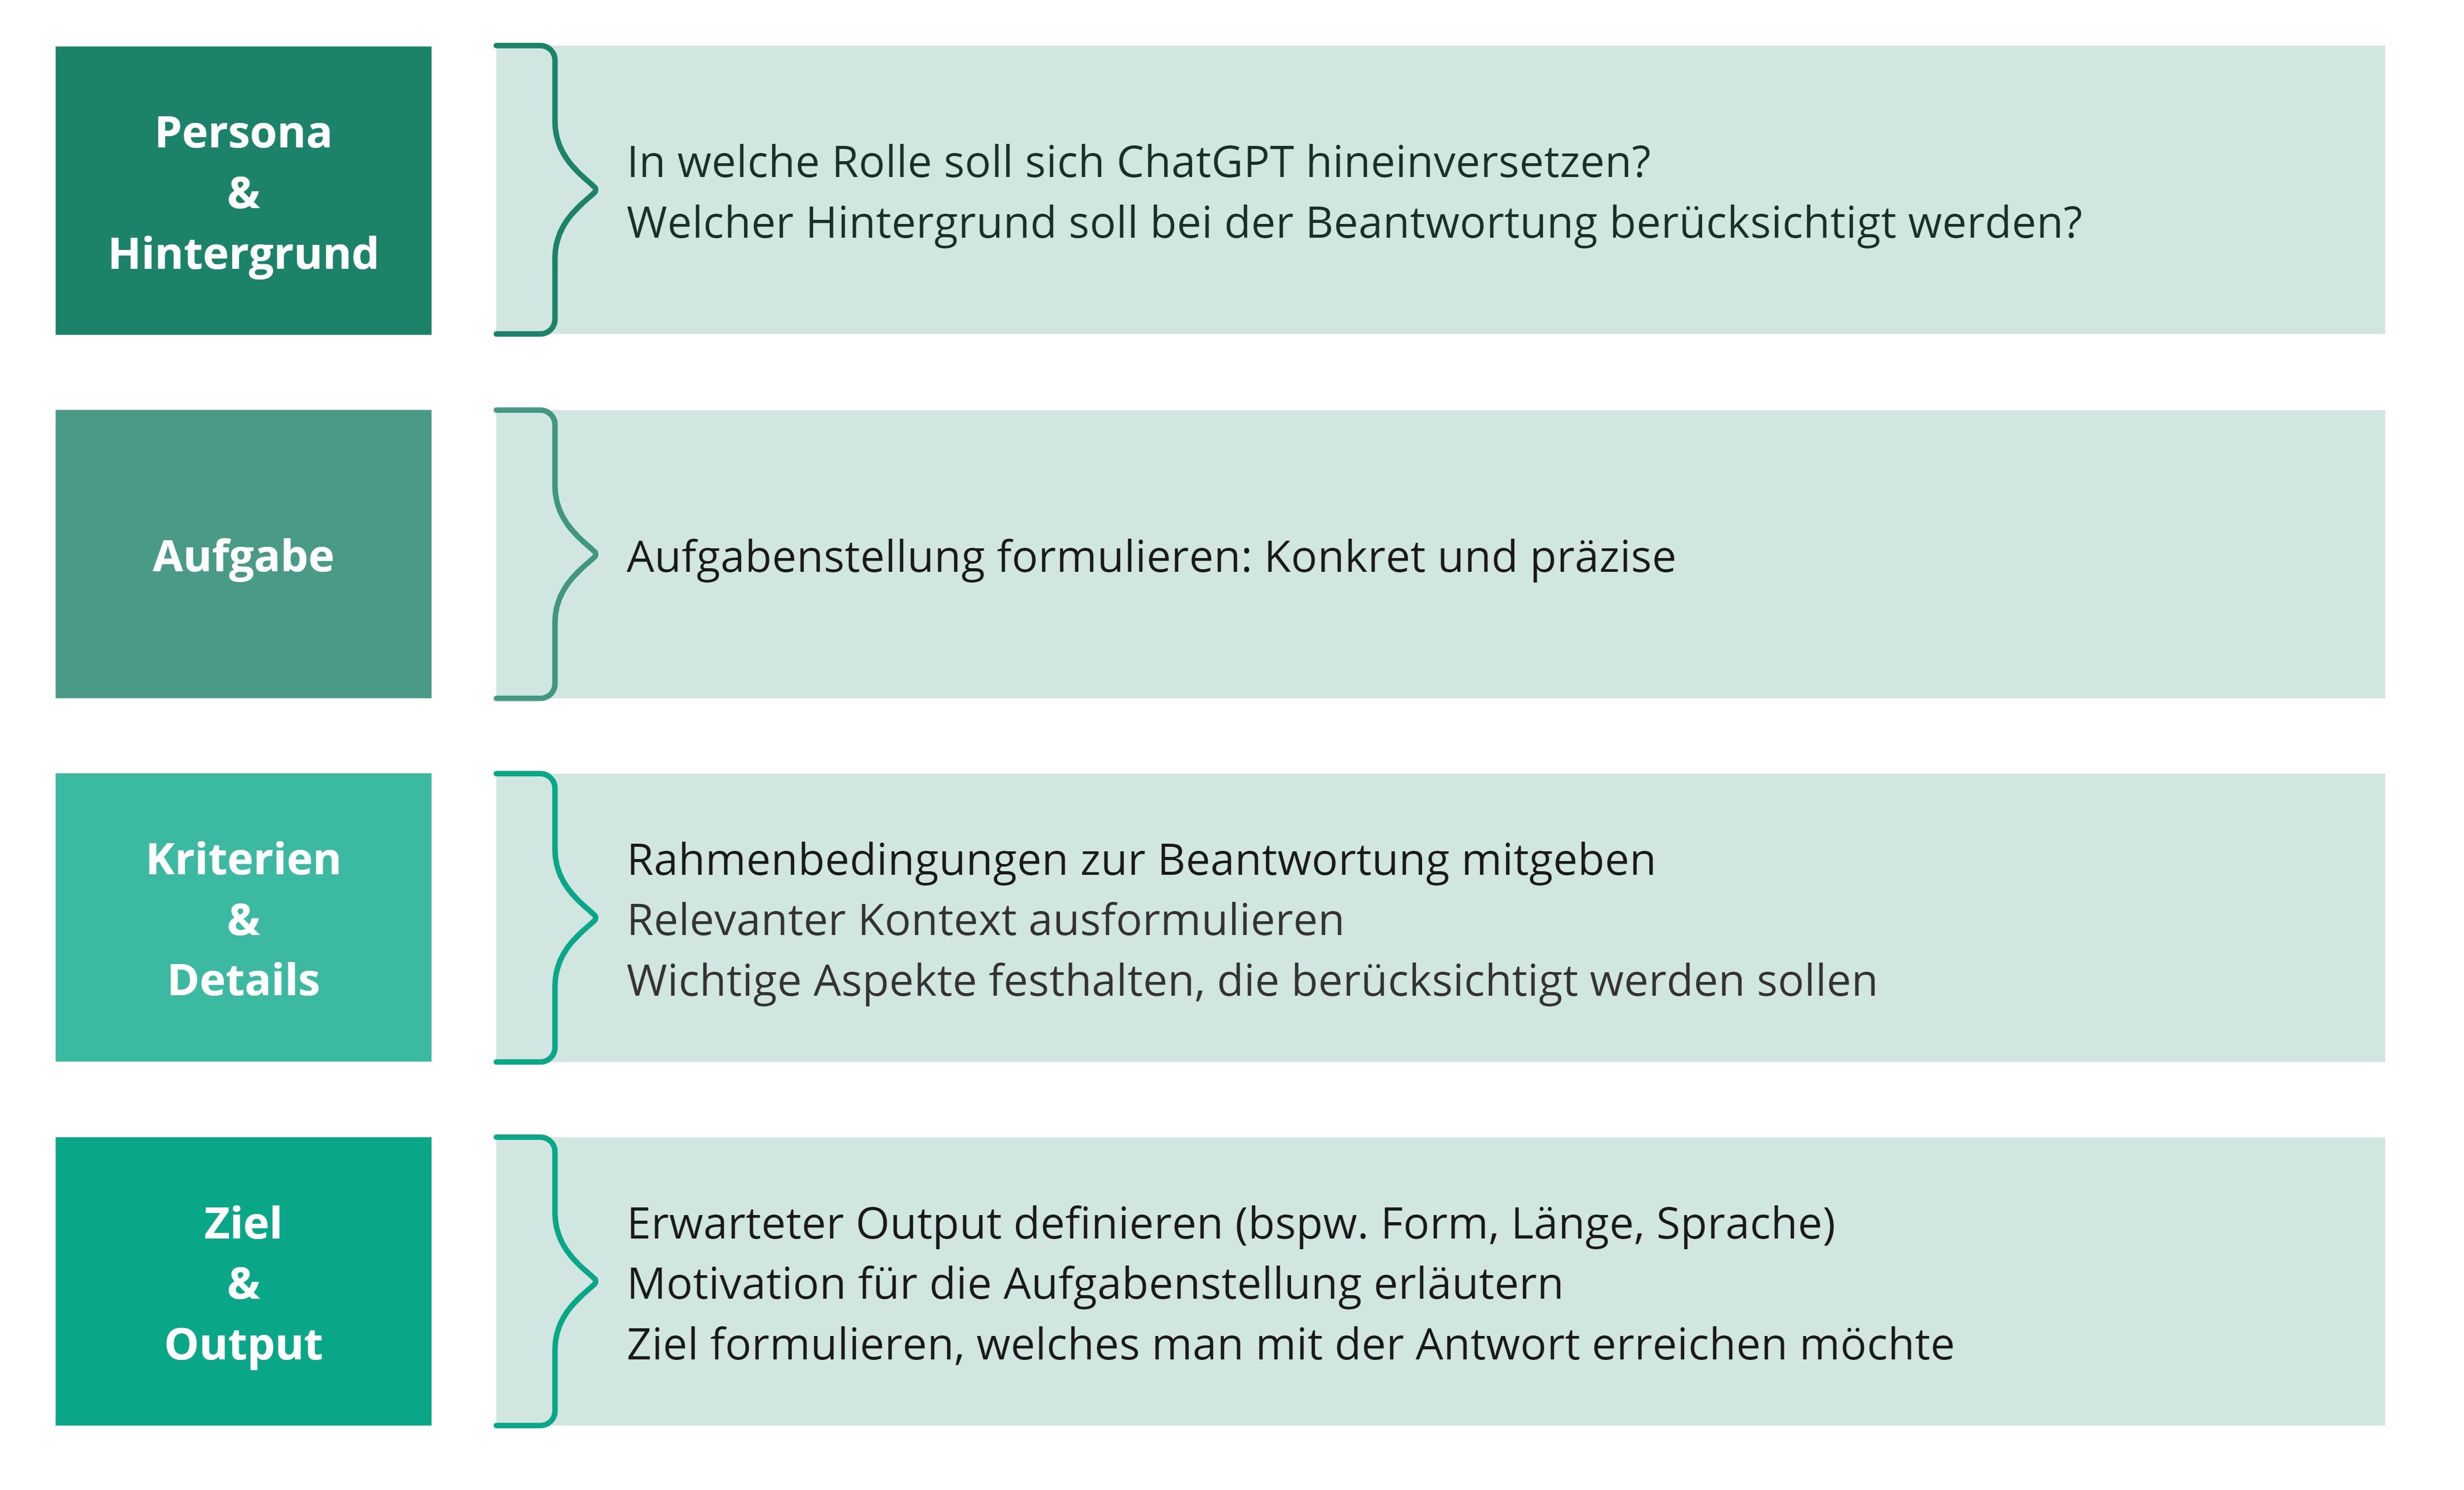 Persona
&
Hintergrund
In welche Rolle soll sich ChatGPT hineinversetzen?
Welcher Hintergrund soll bei der Beantwortung berücksichtigt werden?
Aufgabe
Aufgabenstellung formulieren: Konkret und präzise
Kriterien
&
Details
Rahmenbedingungen zur Beantwortung mitgeben
Relevanter Kontext ausformulieren
Wichtige Aspekte festhalten, die berücksichtigt werden sollen
Ziel
&
Output
Erwarteter Output definieren (bspw. Form, Länge, Sprache)
Motivation für die Aufgabenstellung erläutern
Ziel formulieren, welches man mit der Antwort erreichen möchte